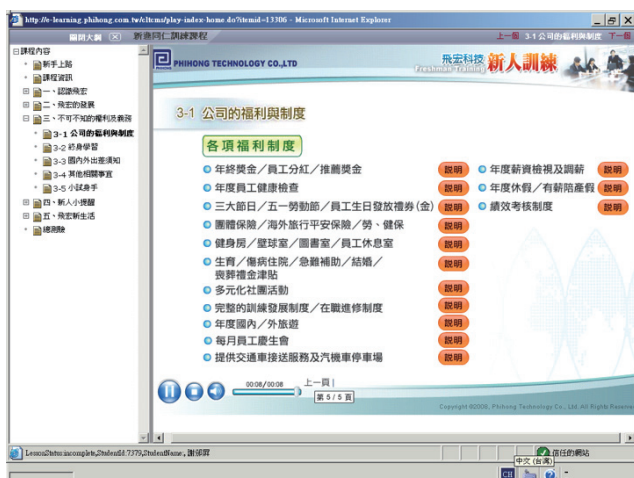 http://e-learning.phihong.com.tw/cltcms/play-index-home.do?itemid=13306 - Microsoft Internet Explorer
關閉大綱
新進同仁訓練課程
上一個 3-1 公司的福利與制度 下一個
課程內容
新手上路
課程資訊
一、認識飛宏
二、飛宏的發展
三、不可不知的權利及義務
3-1 公司的福利與制度
3-2 終身學習
3-3 國內外出差須知
3-4 其他相關事宜
3-5 小試身手
四、新人小提醒
五、飛宏新生活
總測驗
PHIHONG TECHNOLOGY CO.,LTD
飛宏科技 新人訓練
Freshman Training
3-1 公司的福利與制度
各項福利制度
年終獎金／員工分紅／推薦獎金 說明
年度員工健康檢查 說明
三大節日／五一勞動節／員工生日發放禮券(金) 說明
團體保險／海外旅行平安保險／勞、健保 說明
健身房／壁球室／圖書室／員工休息室 說明
生育／傷病住院／急難補助／結婚／
喪葬禮金津貼 說明
多元化社團活動 說明
完整的訓練發展制度／在職進修制度 說明
年度國內／外旅遊 說明
每月員工慶生會 說明
提供交通車接送服務及汽機車停車場 說明
年度薪資檢視及調薪 說明
年度休假／有薪陪產假 說明
績效考核制度 說明
00:08/00:08
上一頁 |
第 5 / 5 頁
Copyright ©2008, Phihong Technology Co., Ltd. All Rights Reserve
LessonStatus:incomplete,StudentId:7379,StudentName:,
信任的網站
中文 (台灣)
CH